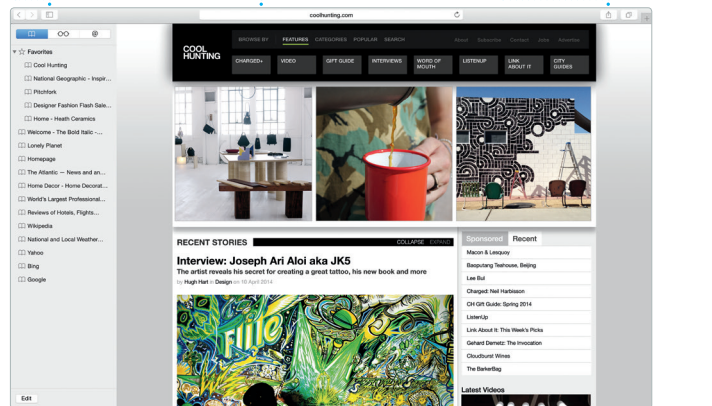 coolhunting.com
@
Favorites
Cool Hunting
National Geographic - Inspir...
Pitchfork
Designer Fashion Flash Sale...
Home - Heath Ceramics
Welcome - The Bold Italic -...
Lonely Planet
Homepage
The Atlantic — News and an...
Home Decor - Home Decorat...
World's Largest Professional...
Reviews of Hotels, Flights...
Wikipedia
National and Local Weather...
Yahoo
Bing
Google
Edit
COOL
HUNTING
BROWSE BY FEATURES CATEGORIES POPULAR SEARCH
About Subscribe Contact Jobs Advertise
CHARGED+
VIDEO
GIFT GUIDE
INTERVIEWS
WORD OF
MOUTH
LISTENUP
LINK
ABOUT IT
CITY
GUIDES
RECENT STORIES
COLLAPSE EXPAND
Interview: Joseph Ari Aloi aka JK5
The artist reveals his secret for creating a great tattoo, his new book and more
by Hugh Hart in Design on 16 April 2014
Sponsored Recent
Macon & Lesquoy
Baoputang Teahouse, Beijing
Lee Bul
Charged: Neil Harbisson
CH Gift Guide: Spring 2014
ListenUp
Link About It: This Week's Picks
Gehard Demetz: The Invocation
Cloudburst Wines
The BarkerBag
Latest Videos